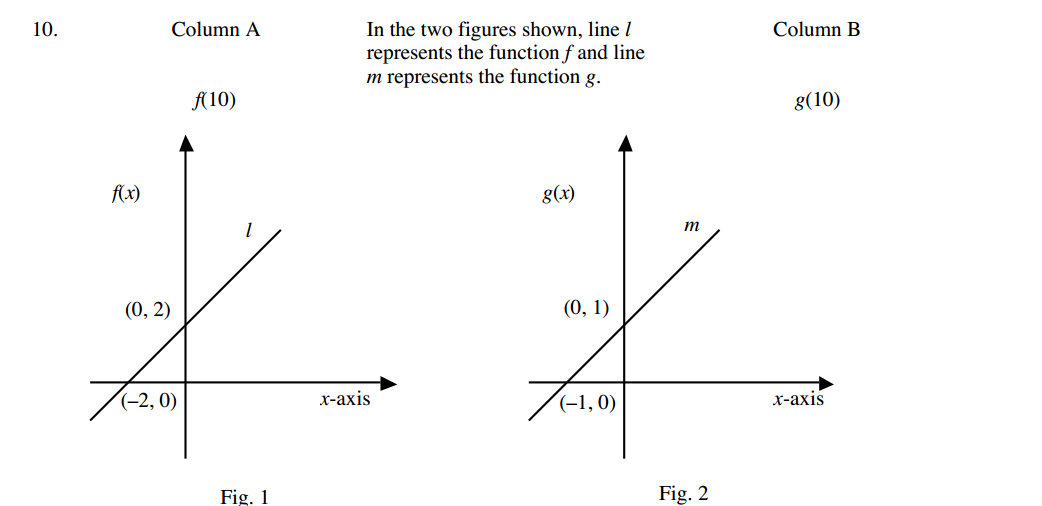 10.
Column A
In the two figures shown, line l
represents the function f and line
m represents the function g.
Column B
f(10)
g(10)
f(x)
l
(0, 2)
(–2, 0)
x-axis
Fig. 1
g(x)
m
(0, 1)
(–1, 0)
x-axis
Fig. 2